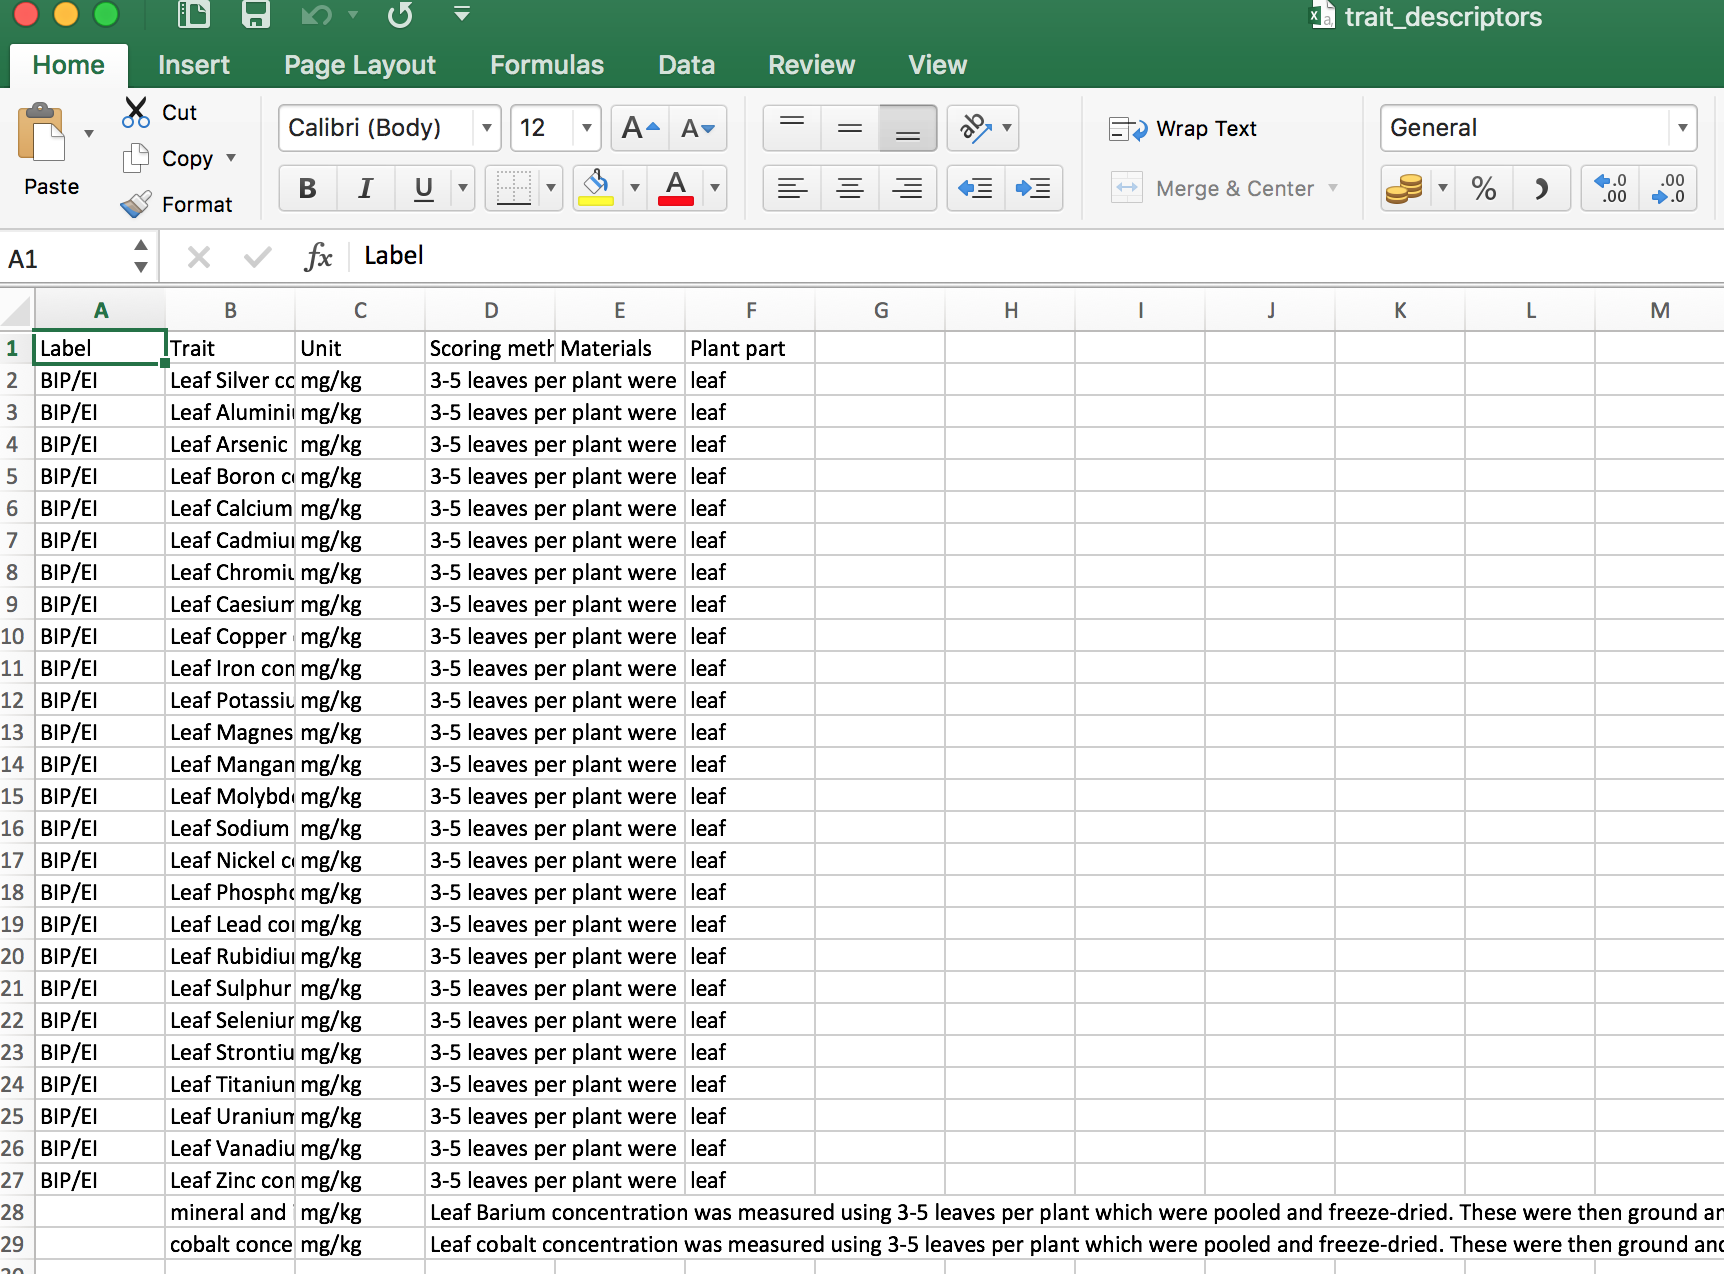 trait_descriptors
Home Insert Page Layout Formulas Data Review View
Paste Cut Copy Format
Calibri (Body) 12 A A
B I U A
ab Wrap Text
Merge & Center
General
% .0 .00 .00 .0
A1 fx Label
A B C D E F G H I J K L M
1 Label Trait Unit Scoring meth Materials Plant part
2 BIP/EI Leaf Silver cc mg/kg 3-5 leaves per plant were leaf
3 BIP/EI Leaf Alumini mg/kg 3-5 leaves per plant were leaf
4 BIP/EI Leaf Arsenic mg/kg 3-5 leaves per plant were leaf
5 BIP/EI Leaf Boron c mg/kg 3-5 leaves per plant were leaf
6 BIP/EI Leaf Calcium mg/kg 3-5 leaves per plant were leaf
7 BIP/EI Leaf Cadmiu mg/kg 3-5 leaves per plant were leaf
8 BIP/EI Leaf Chromiu mg/kg 3-5 leaves per plant were leaf
9 BIP/EI Leaf Caesium mg/kg 3-5 leaves per plant were leaf
10 BIP/EI Leaf Copper mg/kg 3-5 leaves per plant were leaf
11 BIP/EI Leaf Iron con mg/kg 3-5 leaves per plant were leaf
12 BIP/EI Leaf Potassiu mg/kg 3-5 leaves per plant were leaf
13 BIP/EI Leaf Magnes mg/kg 3-5 leaves per plant were leaf
14 BIP/EI Leaf Mangan mg/kg 3-5 leaves per plant were leaf
15 BIP/EI Leaf Molybd mg/kg 3-5 leaves per plant were leaf
16 BIP/EI Leaf Sodium mg/kg 3-5 leaves per plant were leaf
17 BIP/EI Leaf Nickel c mg/kg 3-5 leaves per plant were leaf
18 BIP/EI Leaf Phospho mg/kg 3-5 leaves per plant were leaf
19 BIP/EI Leaf Lead con mg/kg 3-5 leaves per plant were leaf
20 BIP/EI Leaf Rubidiu mg/kg 3-5 leaves per plant were leaf
21 BIP/EI Leaf Sulphur mg/kg 3-5 leaves per plant were leaf
22 BIP/EI Leaf Seleniur mg/kg 3-5 leaves per plant were leaf
23 BIP/EI Leaf Strontiu mg/kg 3-5 leaves per plant were leaf
24 BIP/EI Leaf Titaniun mg/kg 3-5 leaves per plant were leaf
25 BIP/EI Leaf Uranium mg/kg 3-5 leaves per plant were leaf
26 BIP/EI Leaf Vanadiu mg/kg 3-5 leaves per plant were leaf
27 BIP/EI Leaf Zinc con mg/kg 3-5 leaves per plant were leaf
28 mineral and mg/kg Leaf Barium concentration was measured using 3-5 leaves per plant which were pooled and freeze-dried. These were then ground an
29 cobalt conce mg/kg Leaf cobalt concentration was measured using 3-5 leaves per plant which were pooled and freeze-dried. These were then ground and